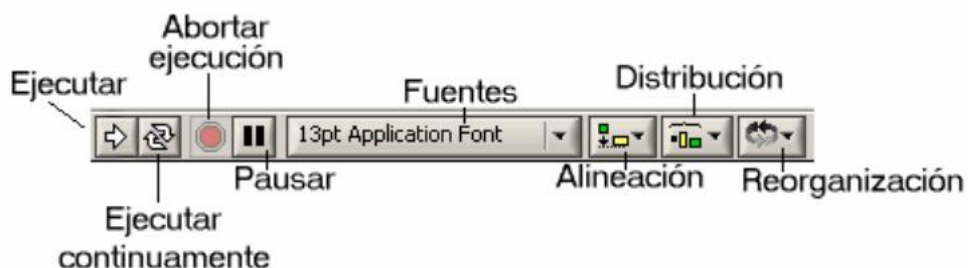 Abortar
ejecución
Ejecutar
Fuentes
Distribución
13pt Application Font
Pausar
Alineación
Reorganización
Ejecutar
continuamente